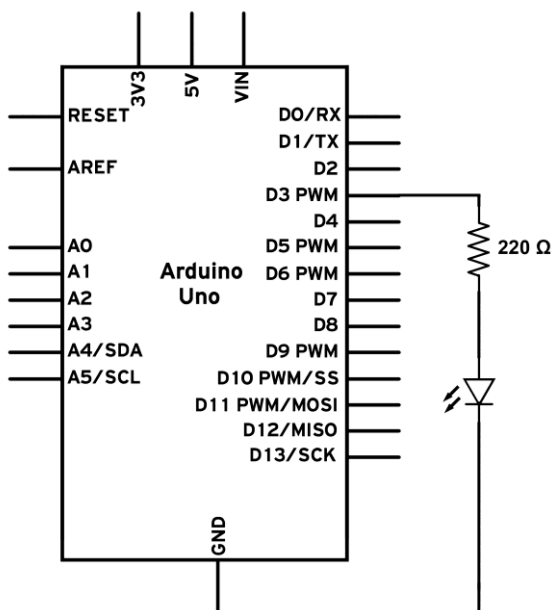 3V3
5V
VIN
RESET
AREF
A0
A1
A2
A3
A4/SDA
A5/SCL
Arduino
Uno
D0/RX
D1/TX
D2
D3 PWM
D4
D5 PWM
D6 PWM
D7
D8
D9 PWM
D10 PWM/SS
D11 PWM/MOSI
D12/MISO
D13/SCK
GND
220 Ω